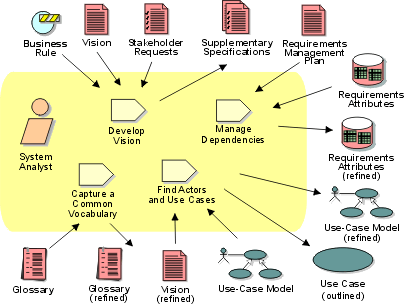 Business
Rule
Vision
Stakeholder
Requests
Supplementary
Specifications
Requirements
Management
Plan
Requirements
Attributes
Develop
Vision
Manage
Dependencies
System
Analyst
Requirements
Attributes
(refined)
Capture a
Common
Vocabulary
Find Actors
and Use Cases
Use-Case Model
(refined)
Glossary
Glossary
(refined)
Vision
(refined)
Use-Case Model
Use Case
(outlined)